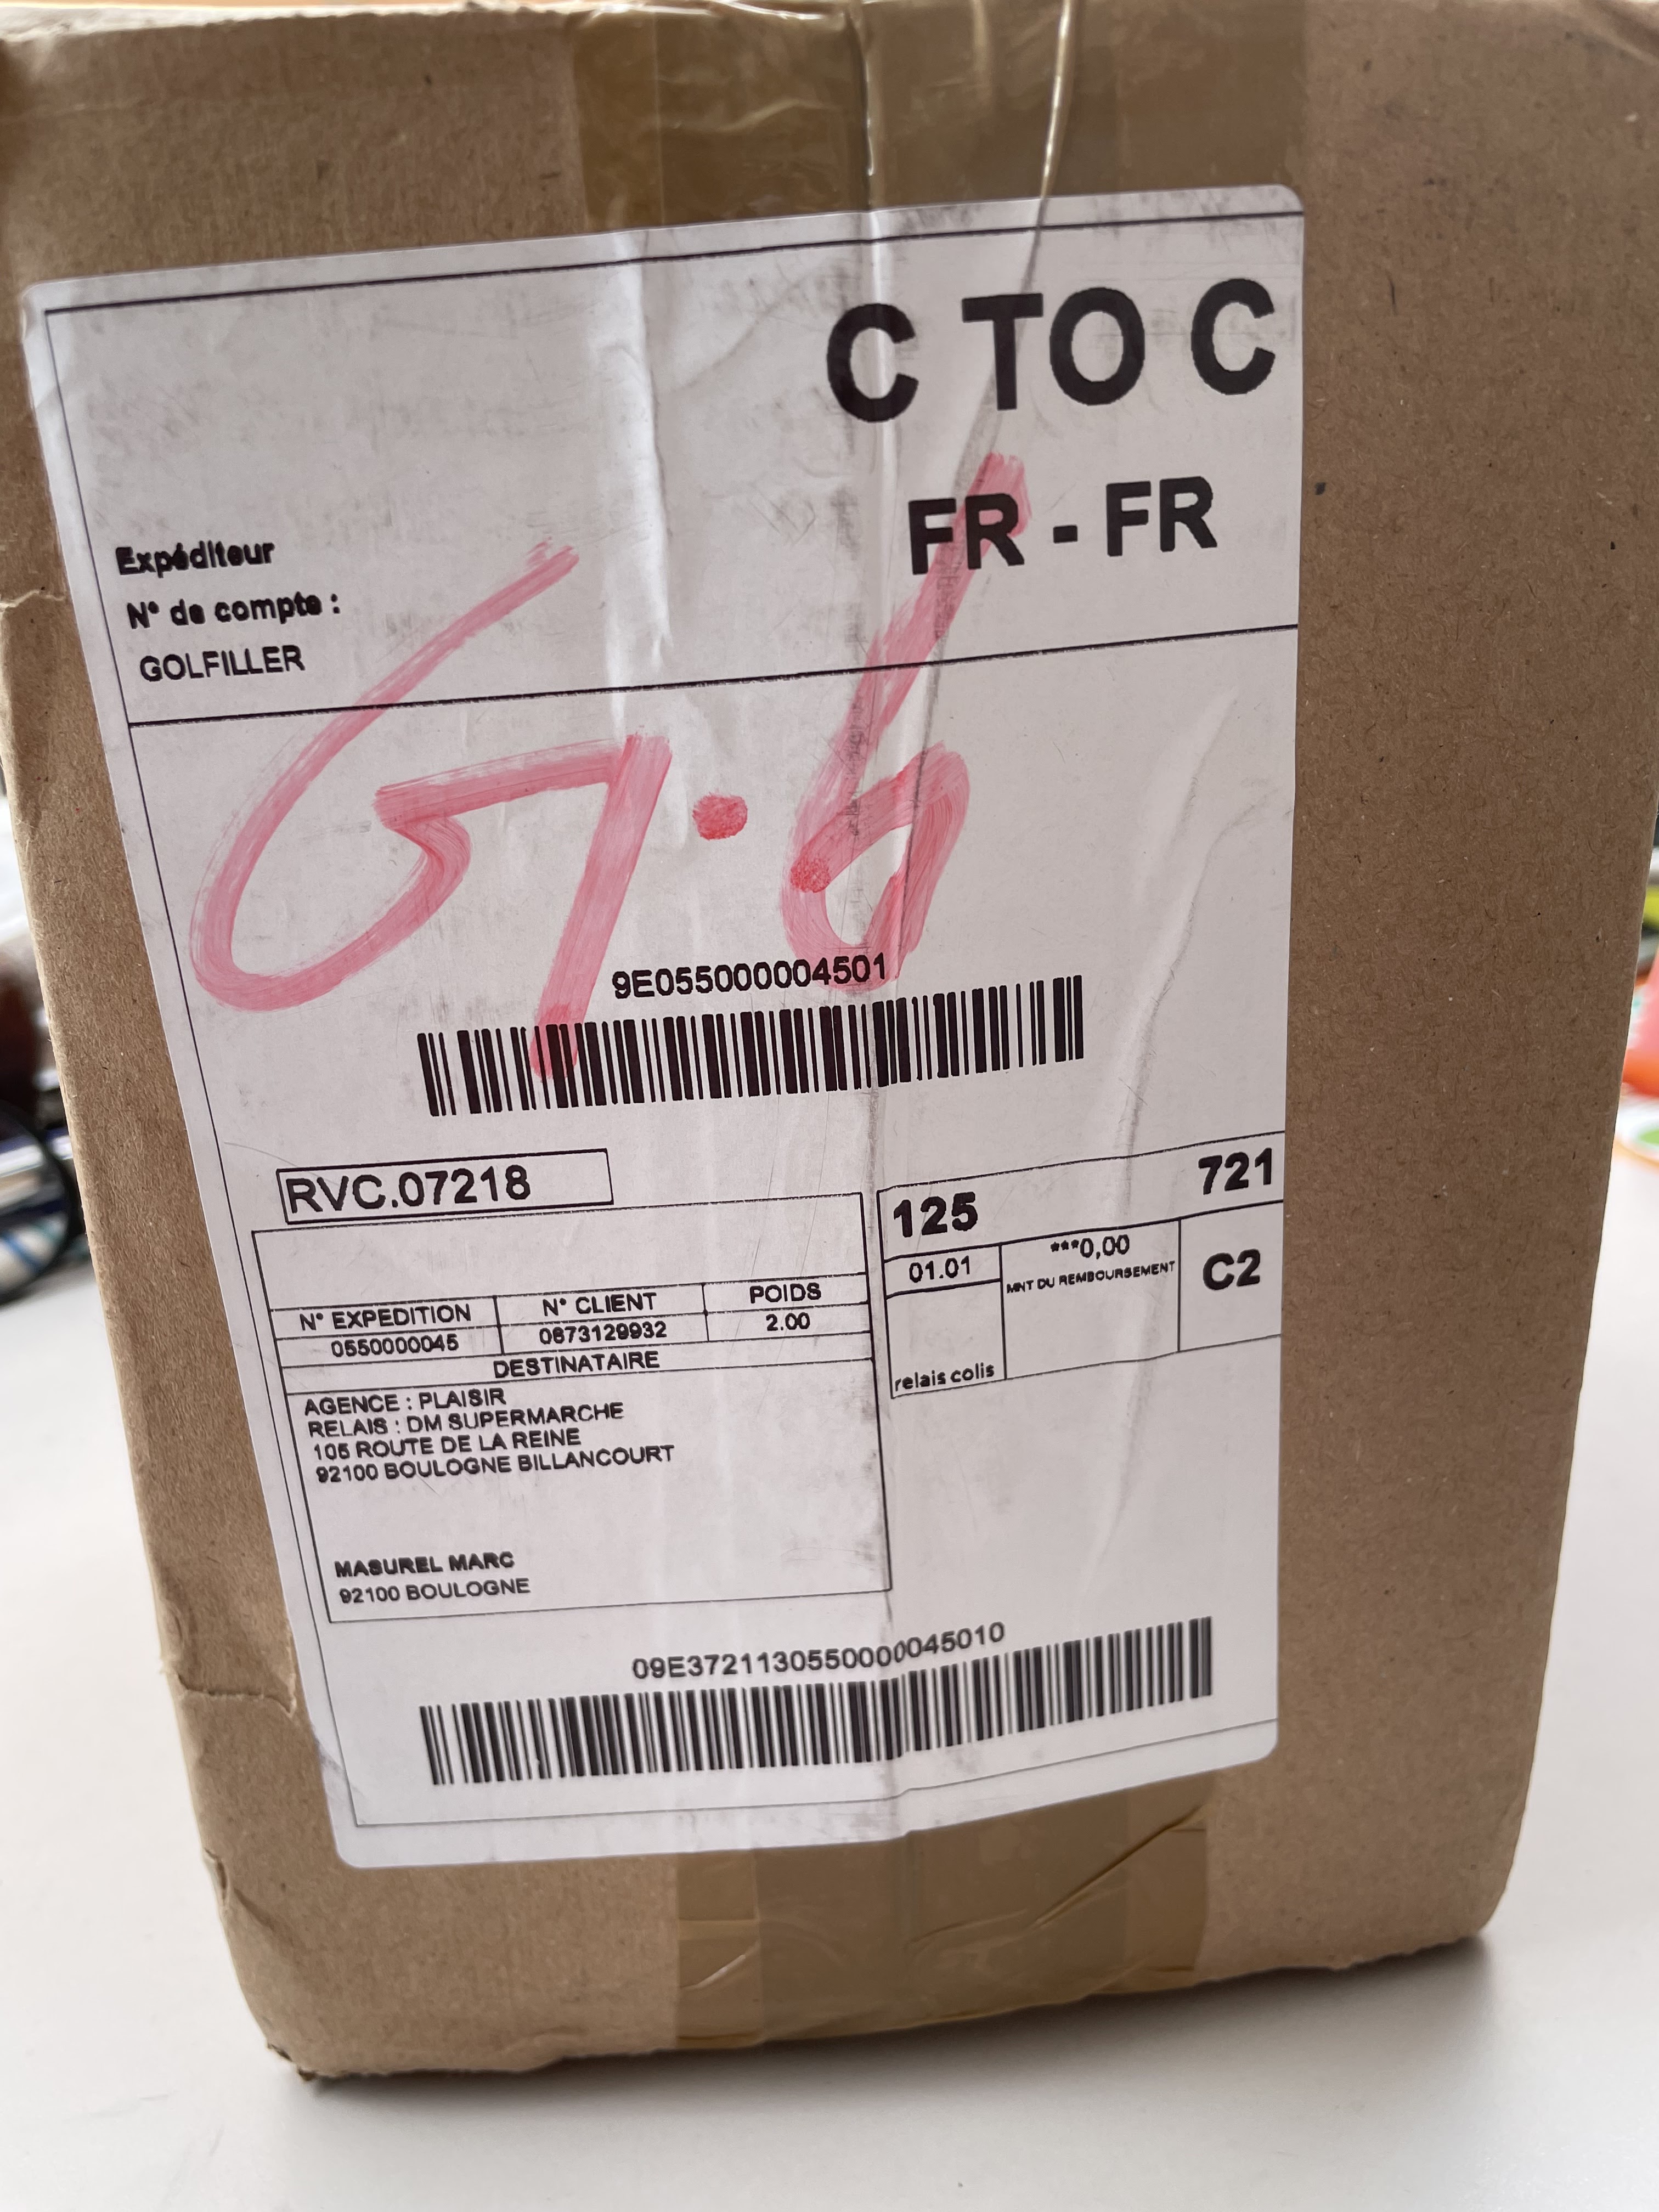 C TO C
FR - FR
Expéditeur
N° de compte :
GOLFILLER
G.6
9E055000004501
RVC.07218
125
721
01.01
***0,00
MNT DU REMBOURSEMENT
C2
relais colis
N° EXPEDITION
N° CLIENT
POIDS
0550000045
0673129932
2.00
DESTINATAIRE
AGENCE : PLAISIR
RELAIS : DM SUPERMARCHE
105 ROUTE DE LA REINE
92100 BOULOGNE BILLANCOURT
MASUREL MARC
92100 BOULOGNE
09E3721130550000045010